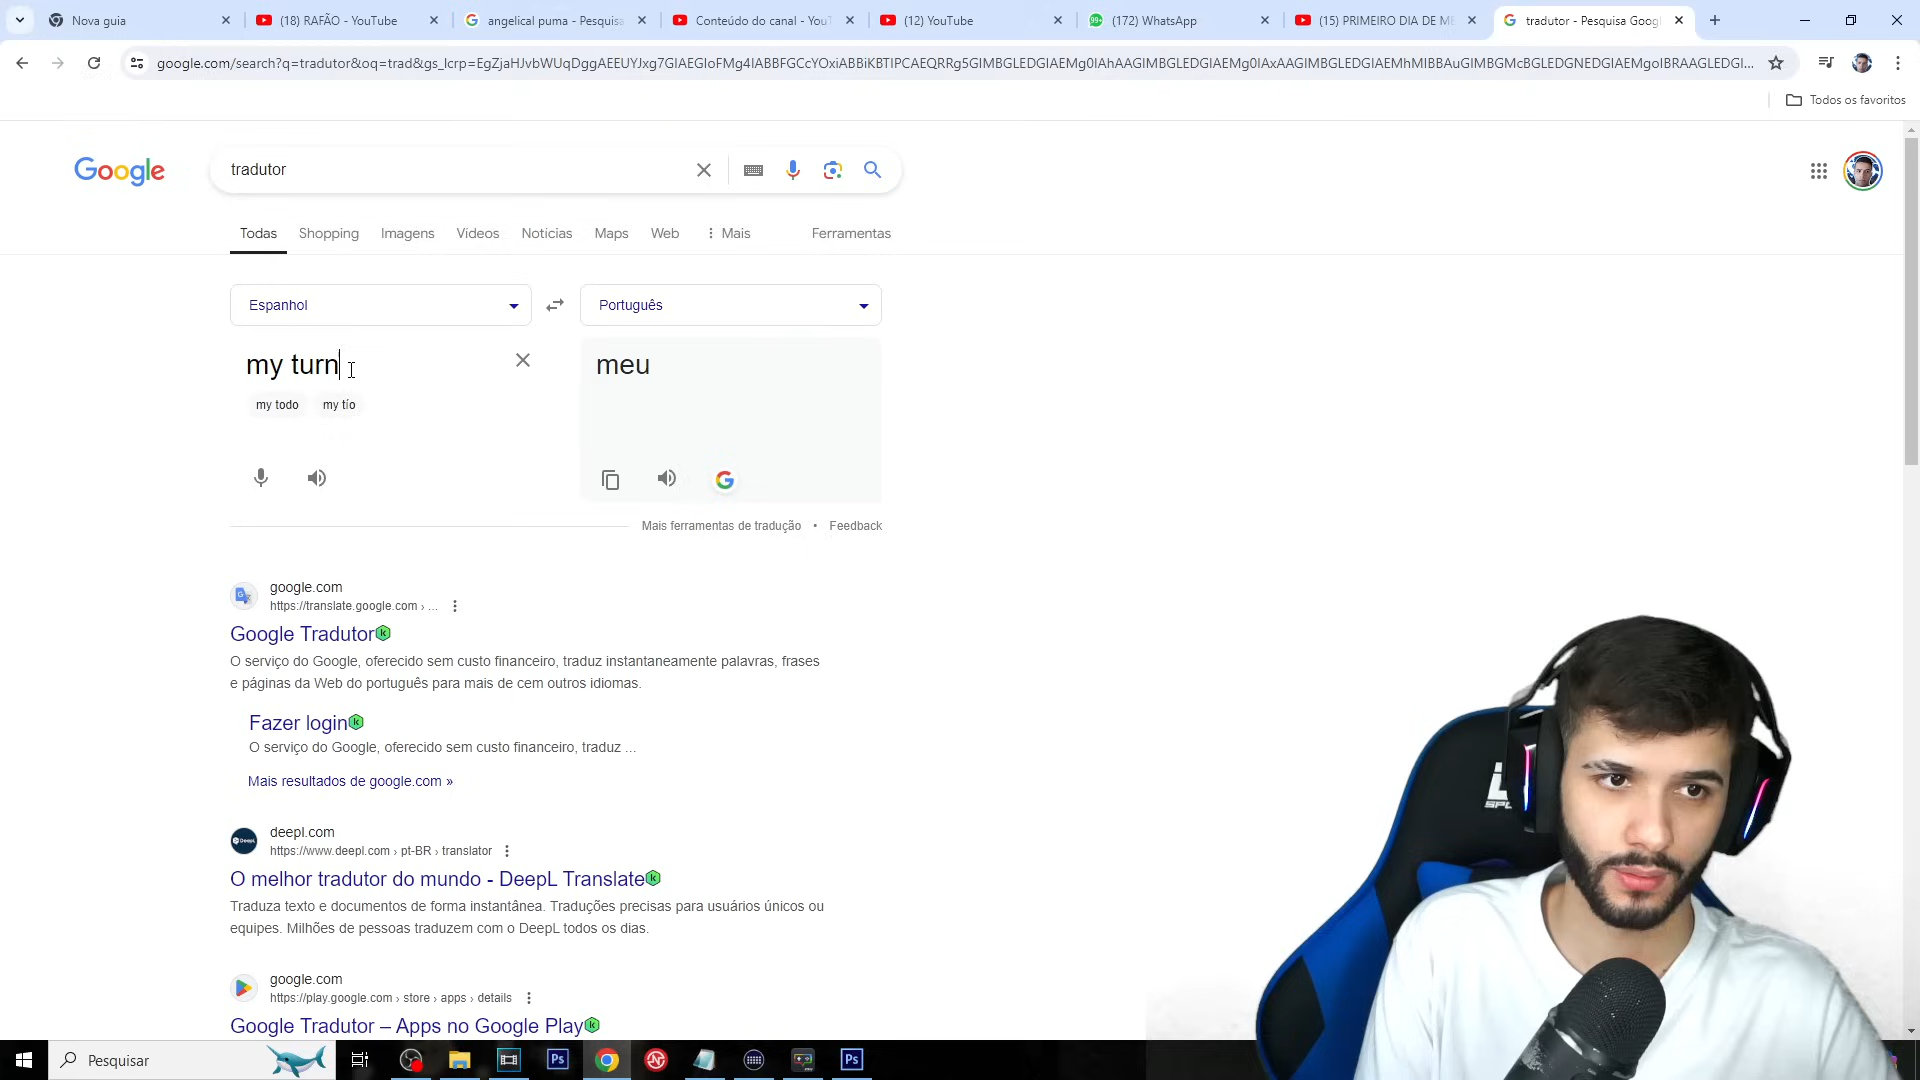 Nova guia
(18) RAFÃO - YouTube
angelical puma - Pesquisa
Conteúdo do canal - You
(12) YouTube
99+
(172) WhatsApp
(15) PRIMEIRO DIA DE M
tradutor - Pesquisa Goog
google.com/search?q=tradutor&oq=trad&gs_lcrp=EgZjaHJvbWUqDggAEEUYJxg7GIAEGIoFMg4IABBFGCcYOxiABBiKBTIPCAEQRRg5GIMBGLEDGIAEMg0IAhAAGIMBGLEDGIAEMg0IAxAAGIMBGLEDGIAEMhMIBBAuGIMBGMcBGLEDGNEDGIAEMgoIBRAAGLEDGI...
Todos os favoritos
Google
tradutor
Todas
Shopping
Imagens
Vídeos
Notícias
Maps
Web
Mais
Ferramentas
Espanhol
Português
my turn
meu
my todo
my tío
Mais ferramentas de tradução • Feedback
google.com
https://translate.google.com › ...
Google Tradutor
O serviço do Google, oferecido sem custo financeiro, traduz instantaneamente palavras, frases
e páginas da Web do português para mais de cem outros idiomas.
Fazer login
O serviço do Google, oferecido sem custo financeiro, traduz ...
Mais resultados de google.com »
deepl.com
https://www.deepl.com › pt-BR › translator
O melhor tradutor do mundo - DeepL Translate
Traduza texto e documentos de forma instantânea. Traduções precisas para usuários únicos ou
equipes. Milhões de pessoas traduzem com o DeepL todos os dias.
google.com
https://play.google.com › store › apps › details
Google Tradutor – Apps no Google Play
Pesquisar
Ps
Ps